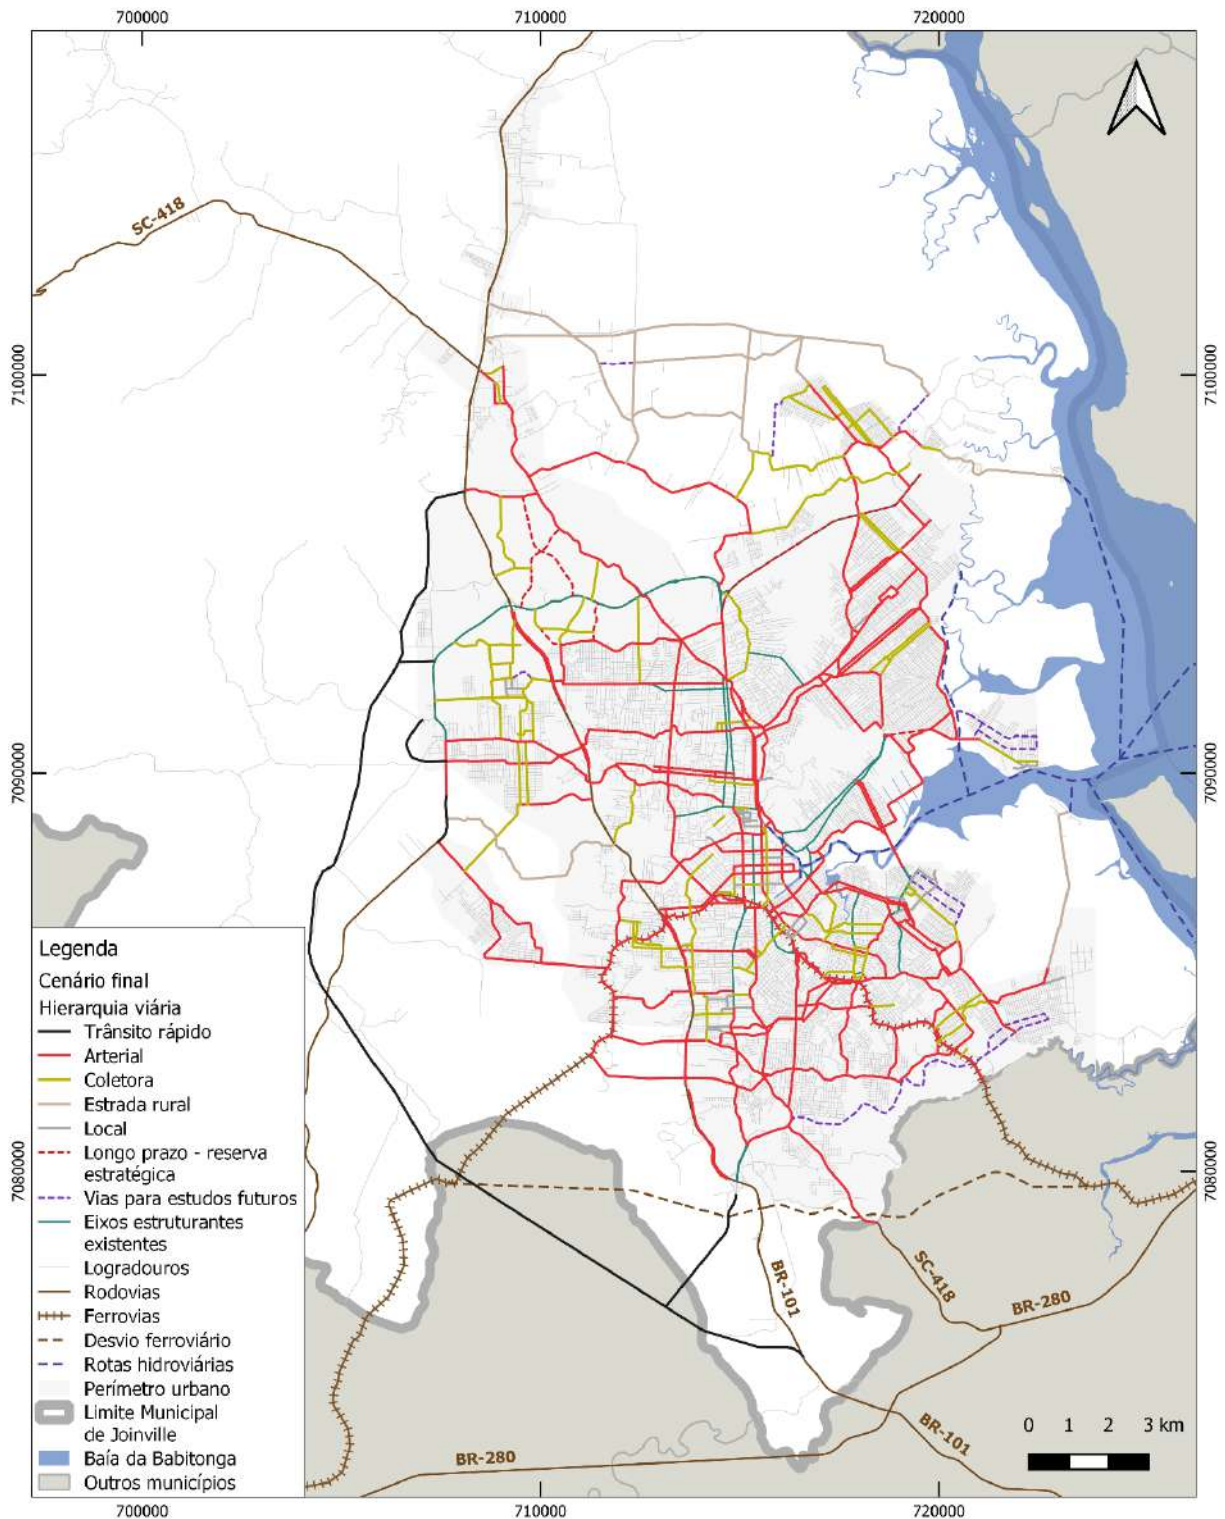 700000
710000
720000
SC-418
7100000
7100000
7090000
7090000
Legenda
Cenário final
Hierarquia viária
Trânsito rápido
Arterial
Coletora
Estrada rural
Local
Longo prazo - reserva
estratégica
Vias para estudos futuros
Eixos estruturantes
existentes
Logradouros
Rodovias
Ferrovias
Desvio ferroviário
Rotas hidroviárias
Perímetro urbano
Limite Municipal
de Joinville
Baía da Babitonga
Outros municípios
7080000
7080000
BR-101
SC-418
BR-280
BR-280
BR-101
0 1 2 3 km
700000
710000
720000